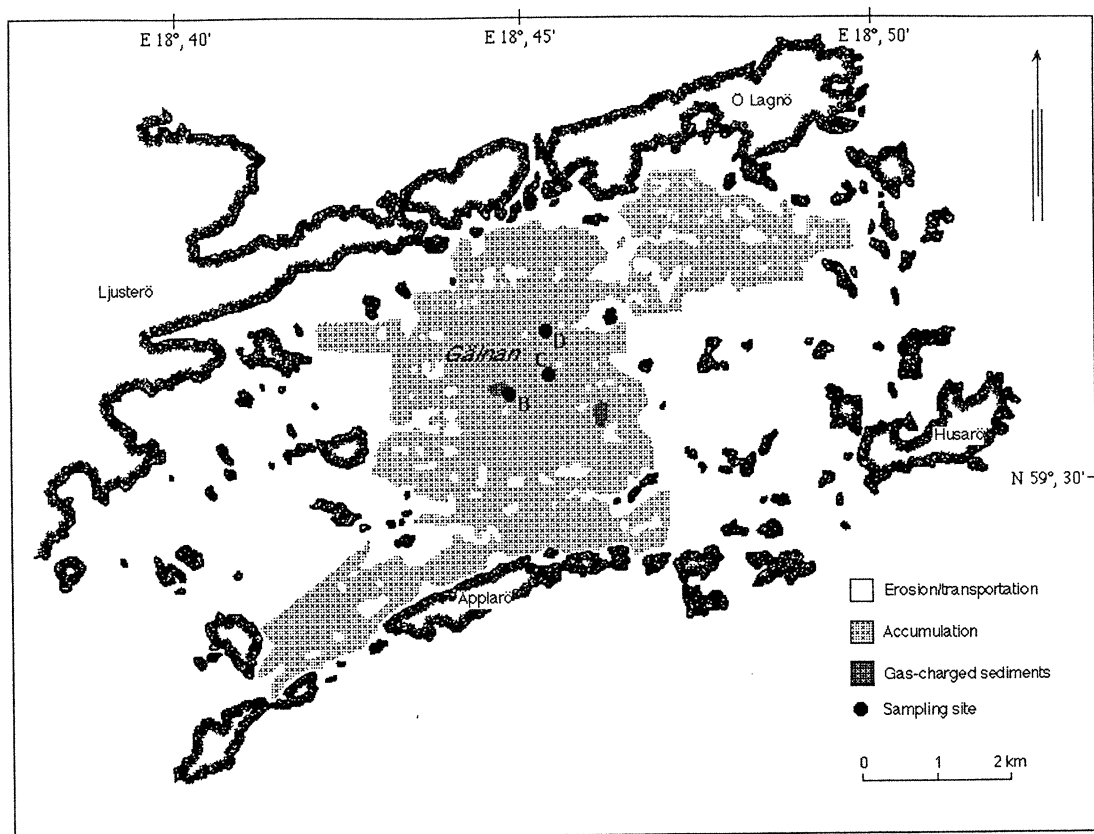 E 18°, 40'
E 18°, 45'
E 18°, 50'
Ö Lagnö
Ljusterö
Gälnan
D
C
B
Husarö
N 59°, 30'
Äpplarö
Erosion/transportation
Accumulation
Gas-charged sediments
Sampling site
0 1 2 km